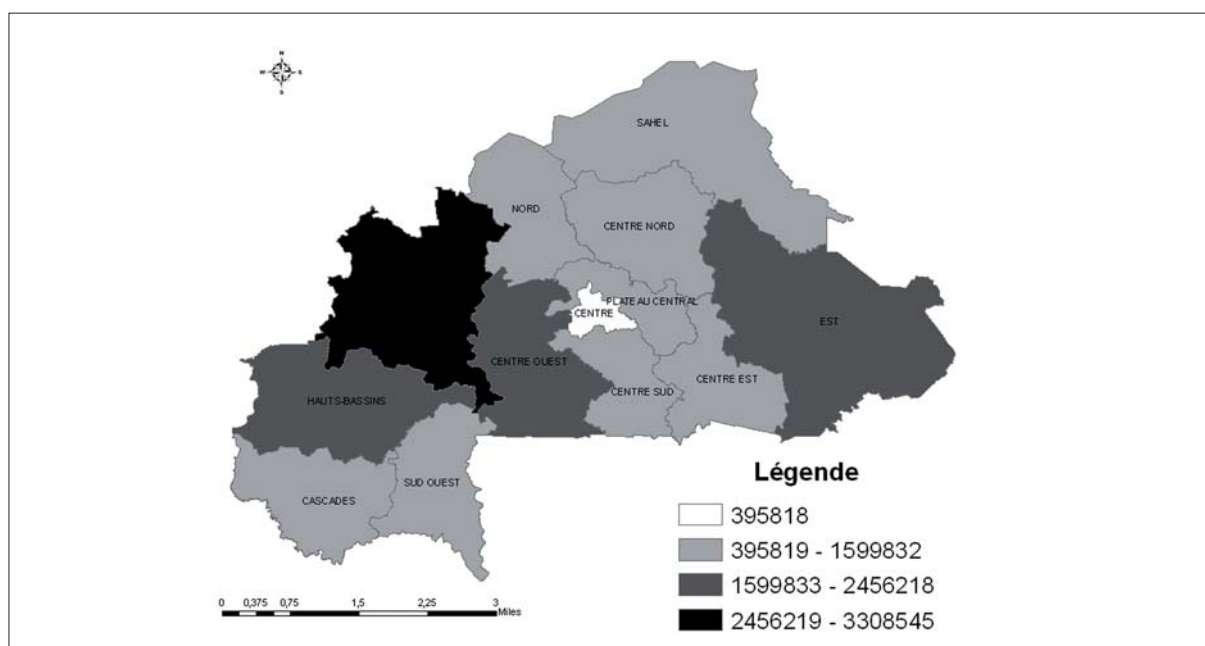 N
W E
S
SAHEL
NORD
CENTRE NORD
PLATEAU CENTRAL
CENTRE
EST
CENTRE OUEST
CENTRE EST
CENTRE SUD
HAUTS-BASSINS
SUD OUEST
CASCADES
Légende
395818
395819 - 1599832
1599833 - 2456218
2456219 - 3308545
0 0,375 0,75 1,5 2,25 3
Miles